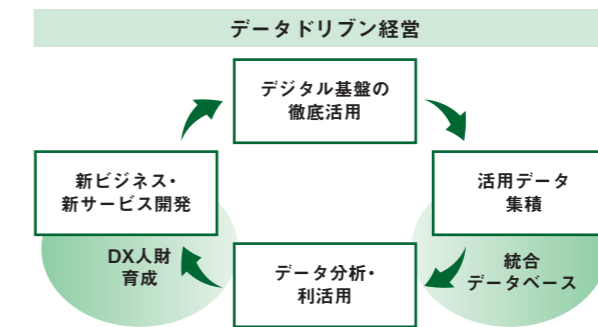 データドリブン経営
デジタル基盤の
徹底活用
新ビジネス・
新サービス開発
活用データ
集積
DX人財
育成
データ分析・
利活用
統合
データベース